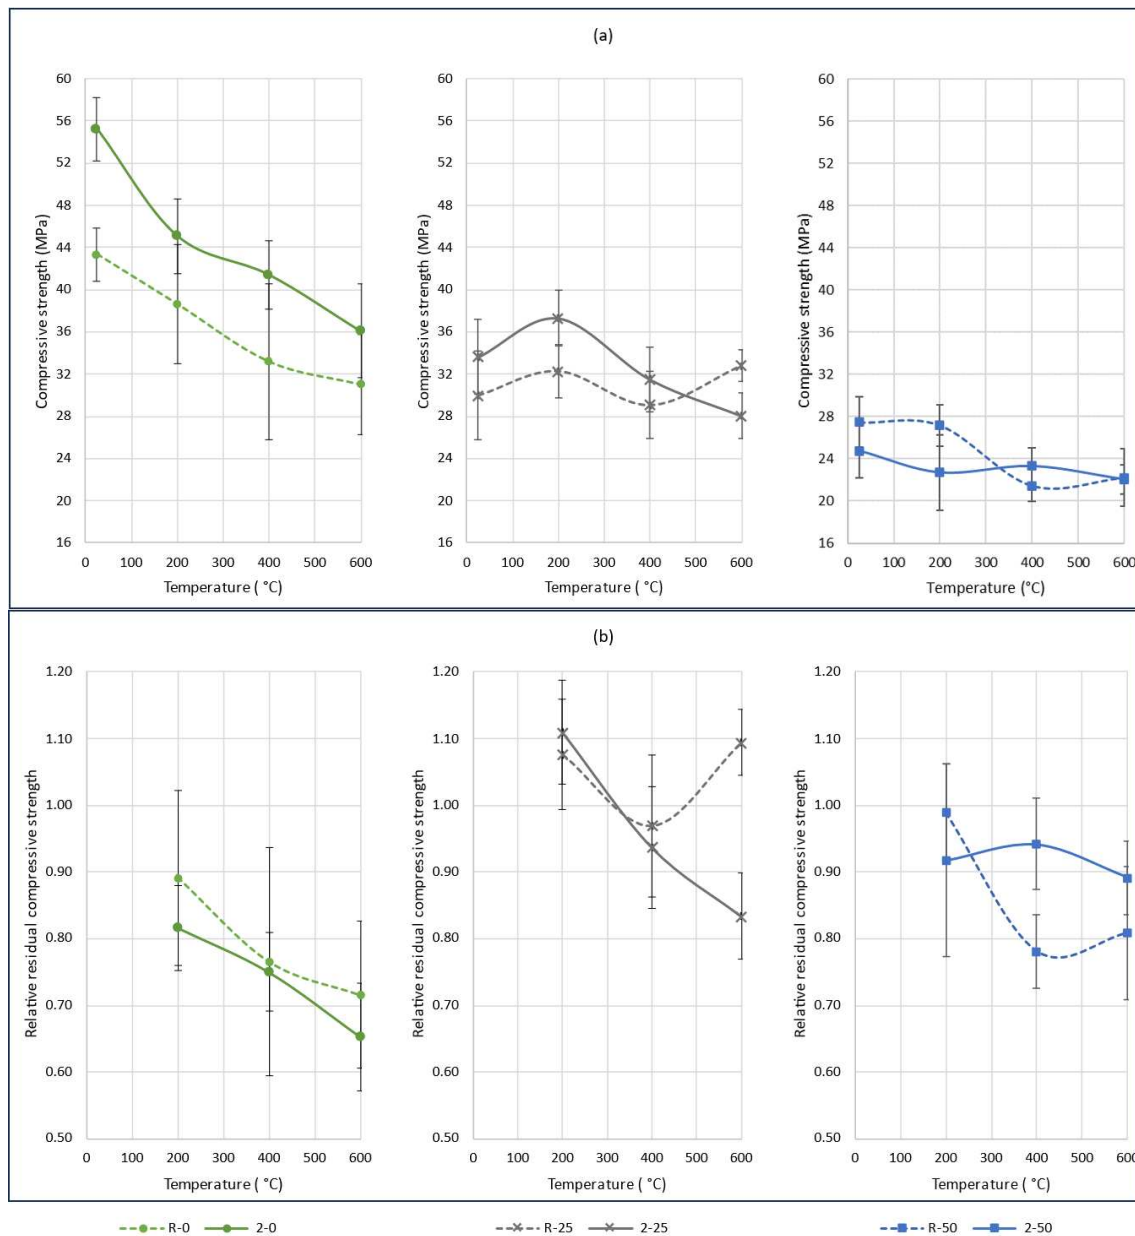 (a)
Compressive strength (MPa)
60
56
52
48
44
40
36
32
28
24
20
16
0 100 200 300 400 500 600
Temperature ( °C)
Compressive strength (MPa)
60
56
52
48
44
40
36
32
28
24
20
16
0 100 200 300 400 500 600
Temperature ( °C)
Compressive strength (MPa)
60
56
52
48
44
40
36
32
28
24
20
16
0 100 200 300 400 500 600
Temperature (°C)
(b)
Relative residual compressive strength
1.20
1.10
1.00
0.90
0.80
0.70
0.60
0.50
0 100 200 300 400 500 600
Temperature ( °C)
Relative residual compressive strength
1.20
1.10
1.00
0.90
0.80
0.70
0.60
0.50
0 100 200 300 400 500 600
Temperature ( °C)
Relative residual compressive strength
1.20
1.10
1.00
0.90
0.80
0.70
0.60
0.50
0 100 200 300 400 500 600
Temperature ( °C)
R-0 2-0 R-25 2-25 R-50 2-50